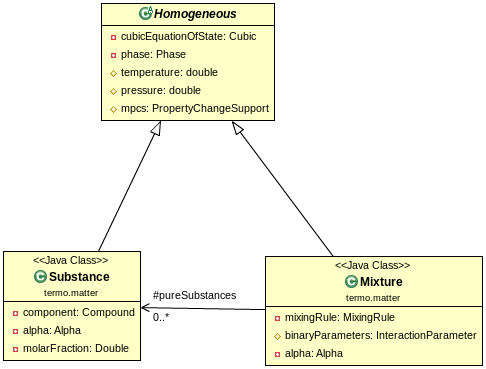 Homogeneous
cubicEquationOfState: Cubic
phase: Phase
temperature: double
pressure: double
mpcs: PropertyChangeSupport
<<Java Class>>
Substance
termo.matter
component: Compound
alpha: Alpha
molarFraction: Double
#pureSubstances
0..*
<<Java Class>>
Mixture
termo.matter
mixingRule: MixingRule
binaryParameters: InteractionParameter
alpha: Alpha